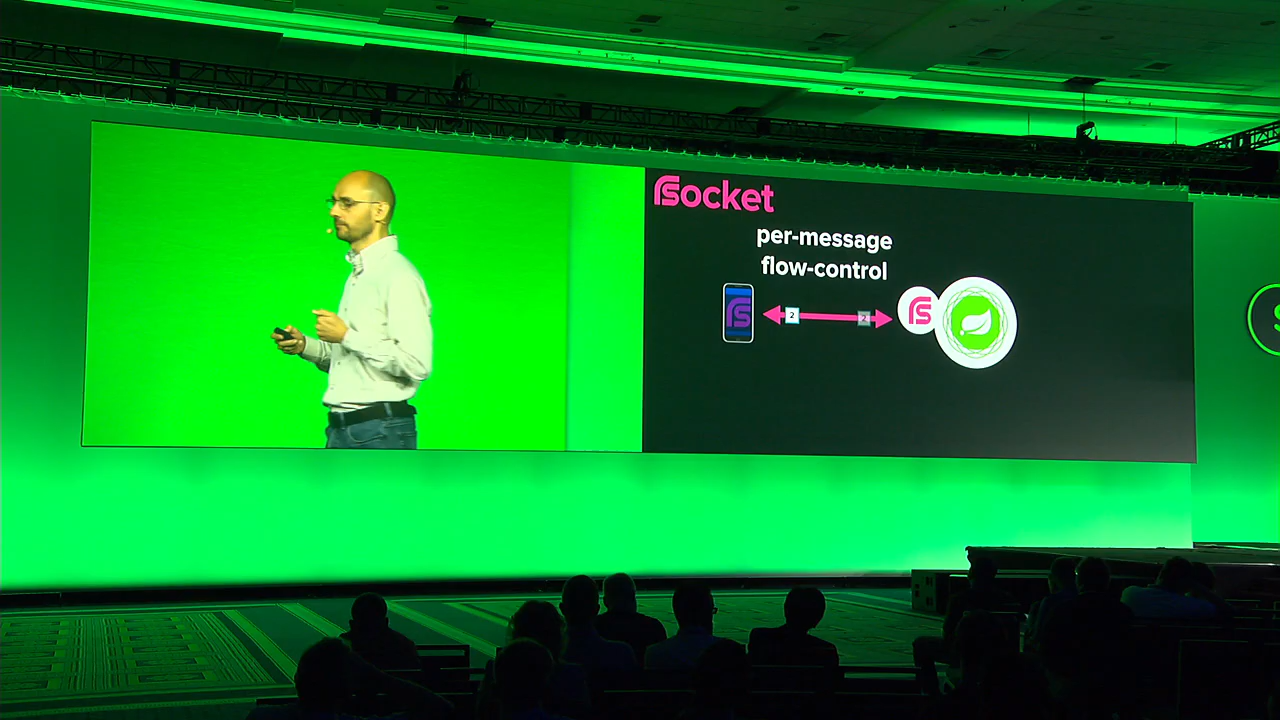 RSocket
per-message
flow-control
2
2